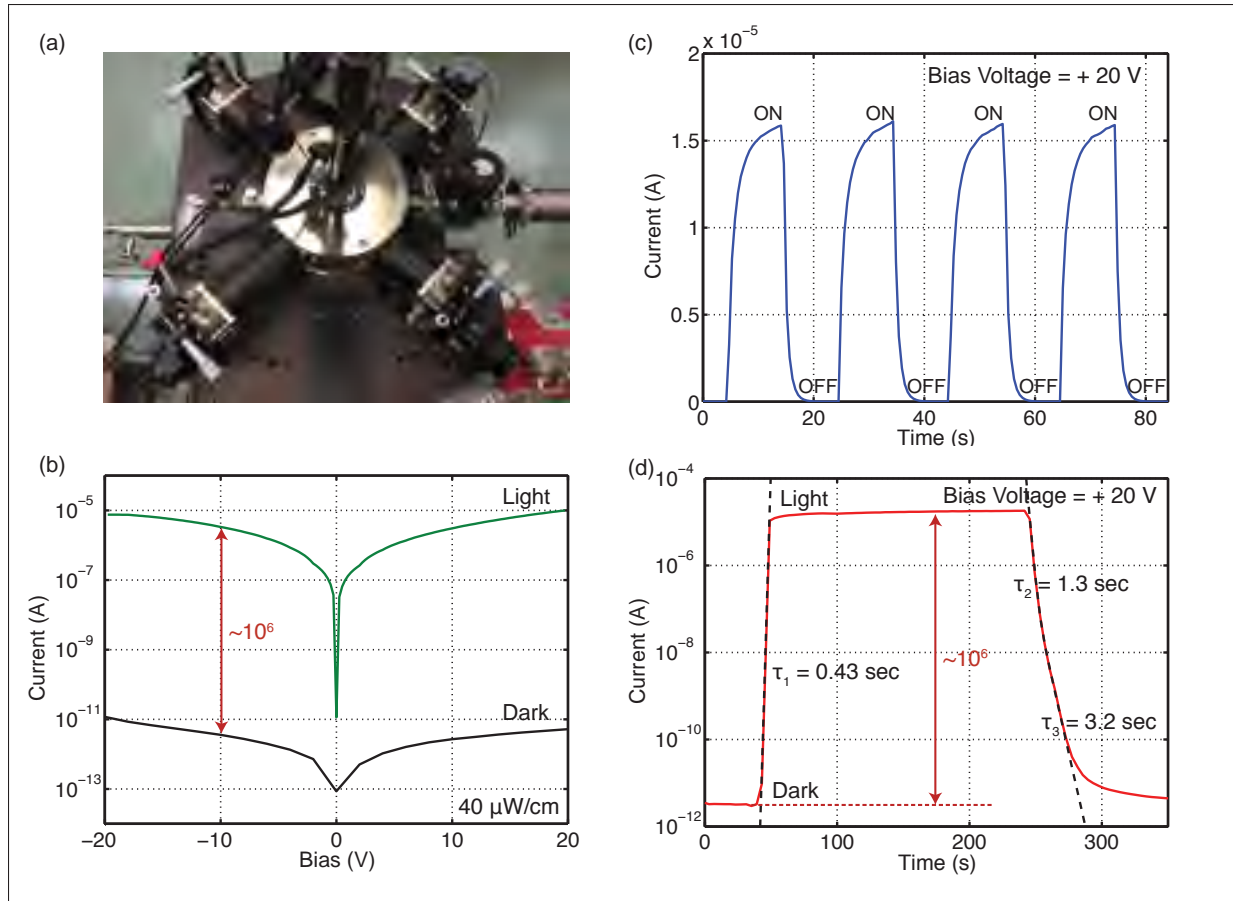 (a)
(c)
2 x 10⁻⁵
Bias Voltage = + 20 V
ON ON ON ON
1.5
1
0.5
0
OFF OFF OFF OFF
Current (A)
0 20 40 60 80
Time (s)
(b)
10⁻⁵
10⁻⁷
10⁻⁹
10⁻¹¹
10⁻¹³
Current (A)
Light
~10⁶
Dark
40 μW/cm
−20 −10 0 10 20
Bias (V)
(d)
10⁻⁴
10⁻⁶
10⁻⁸
10⁻¹⁰
10⁻¹²
Current (A)
Light
Bias Voltage = + 20 V
τ₂ = 1.3 sec
τ₁ = 0.43 sec
~10⁶
τ₃ = 3.2 sec
Dark
0 100 200 300
Time (s)